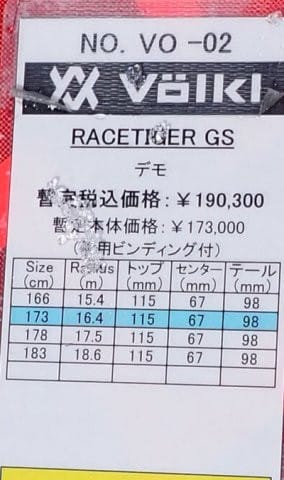 NO. VO -02
Völkl
RACETIGER GS
デモ
暫定税込価格:￥190,300
暫定本体価格:￥173,000
用ビンディング付)
Size (cm) Radius (m) トップ (mm) センター (mm) テール (mm)
166 15.4 115 67 98
173 16.4 115 67 98
178 17.5 115 67 98
183 18.6 115 67 98